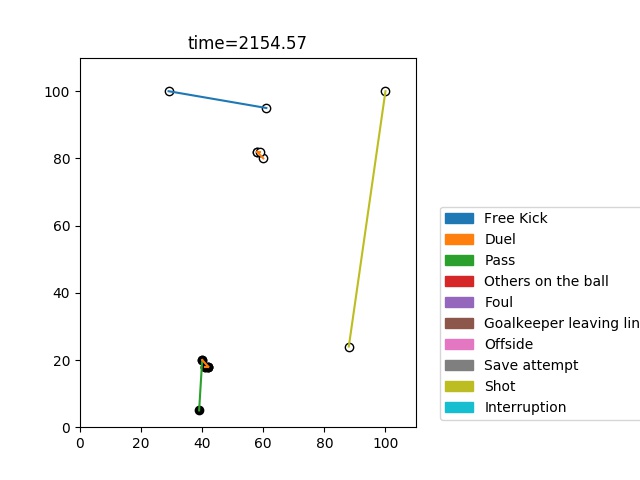 time=2154.57
100
80
60
40
20
0
0 20 40 60 80 100
Free Kick
Duel
Pass
Others on the ball
Foul
Goalkeeper leaving lin
Offside
Save attempt
Shot
Interruption